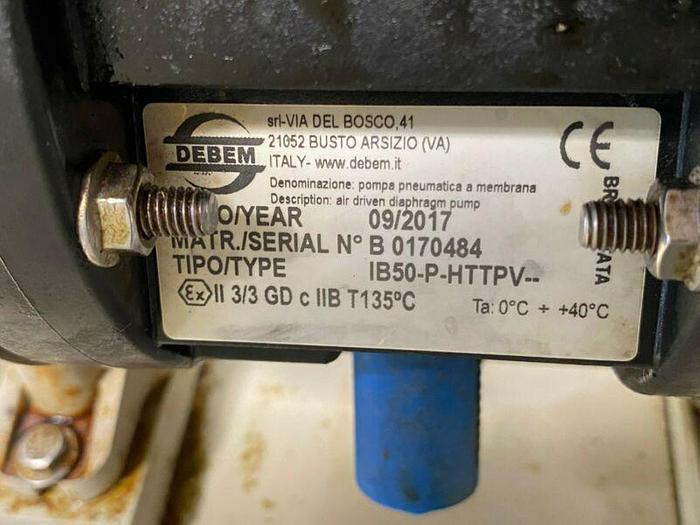 DEBEM
srl-VIA DEL BOSCO,41
21052 BUSTO ARSIZIO (VA)
ITALY- www.debem.it
Denominazione: pompa pneumatica a membrana
Description: air driven diaphragm pump
O/YEAR 09/2017
MATR./SERIAL N° B 0170484
TIPO/TYPE IB50-P-HTTPV--
Ex II 3/3 GD c IIB T135°C Ta: 0°C ÷ +40°C
CE